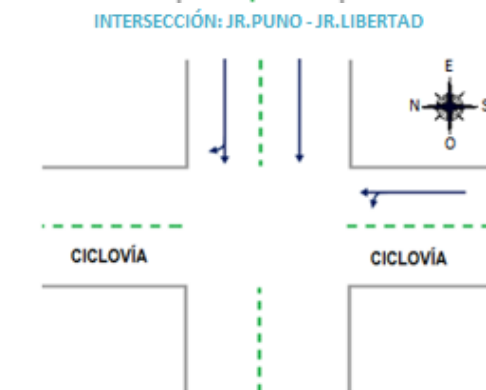 INTERSECCIÓN: JR.PUNO - JR.LIBERTAD
E
N S
O
CICLOVÍA CICLOVÍA